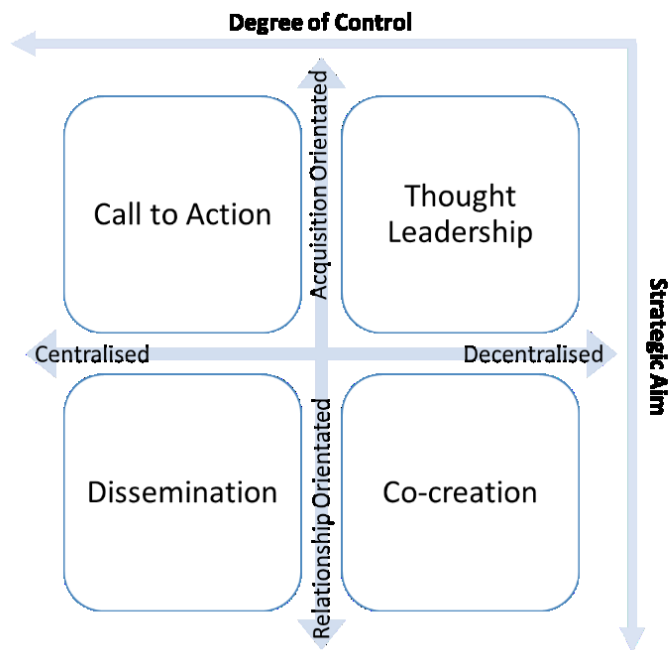 Degree of Control
Acquisition Orientated
Call to Action
Thought
Leadership
Strategic Aim
Centralised
Decentralised
Relationship Orientated
Dissemination
Co-creation